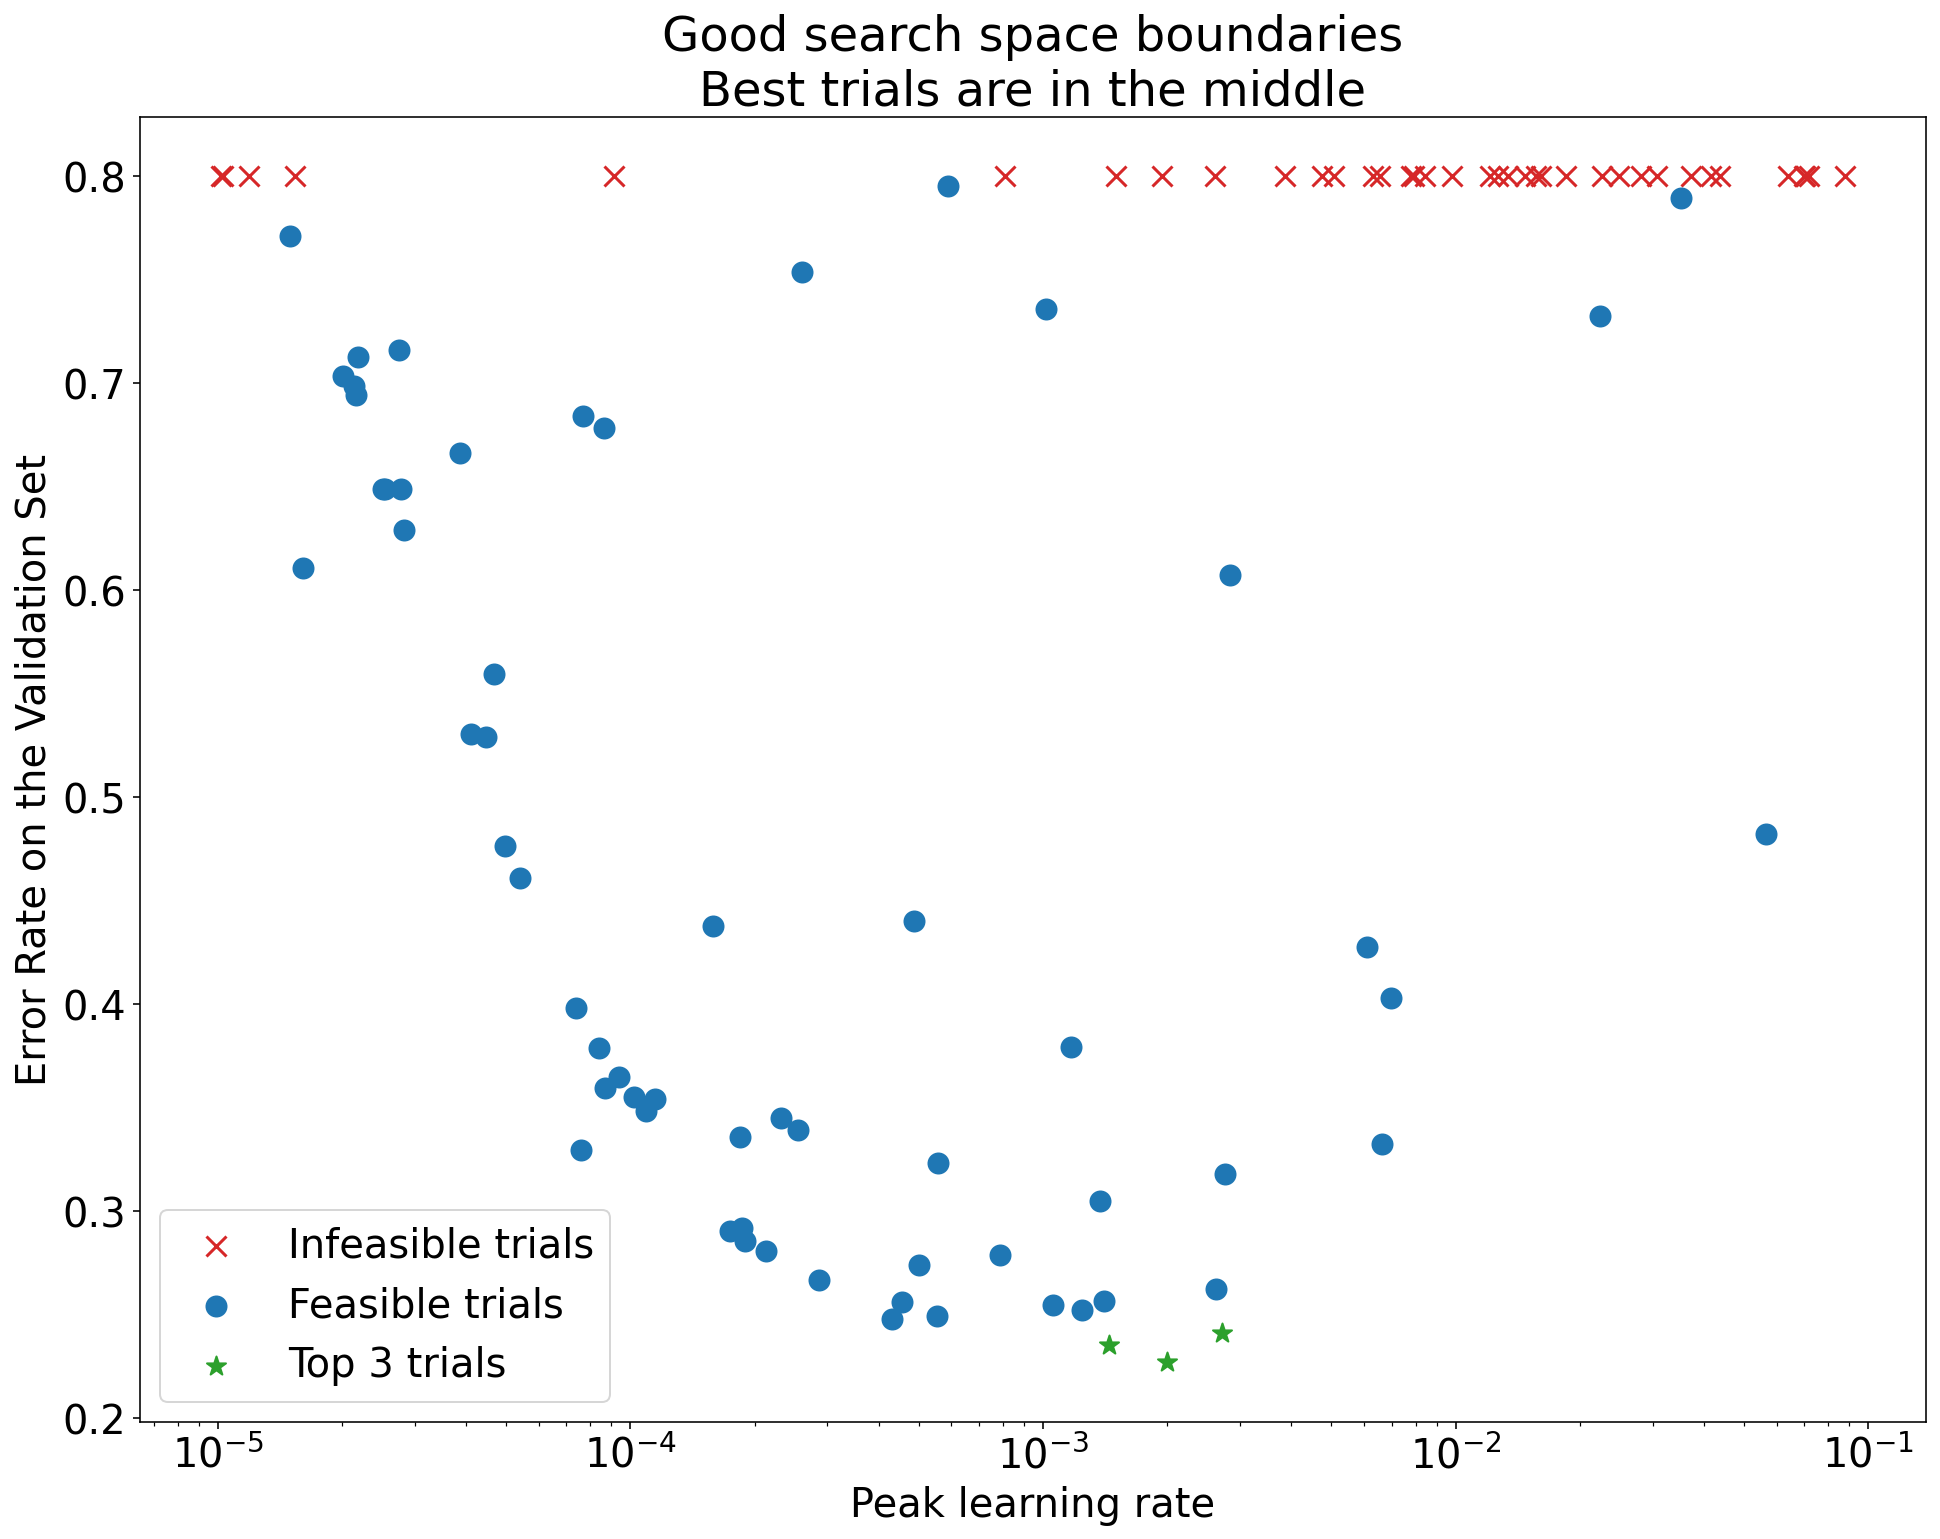 Good search space boundaries
Best trials are in the middle
Error Rate on the Validation Set
0.8
0.7
0.6
0.5
0.4
0.3
0.2
Infeasible trials
Feasible trials
Top 3 trials
10⁻⁵ 10⁻⁴ 10⁻³ 10⁻² 10⁻¹
Peak learning rate